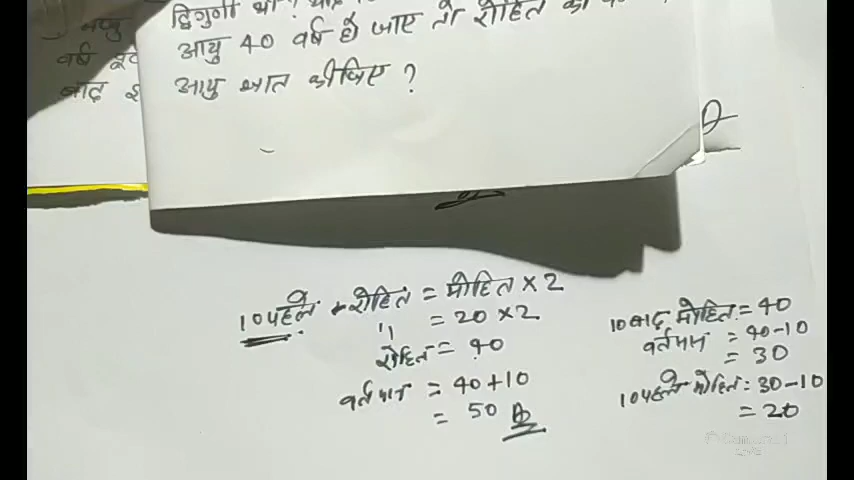 द्विगुनी थी?
आयु 40 वर्ष हो जाए तो रोहित की
वर्ष
बाद
आयु ज्ञात कीजिए ?
10 पहले रोहित = मोहित × 2
" = 20 × 2
रोहित = 40
वर्तमान = 40 + 10
= 50
10 बाद मोहित = 40
वर्तमान = 40 - 10
= 30
10 पहले मोहित = 30 - 10
= 20